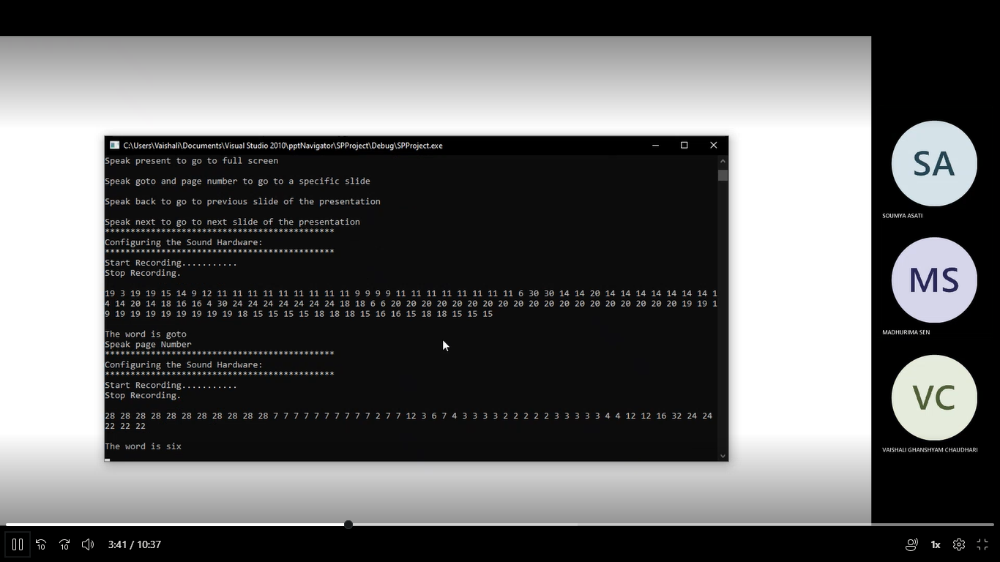 C:\Users\Vaishali\Documents\Visual Studio 2010\pptNavigator\SPProject\Debug\SPProject.exe
Speak present to go to full screen
Speak goto and page number to go to a specific slide
Speak back to go to previous slide of the presentation
Speak next to go to next slide of the presentation
*********************************************
Configuring the Sound Hardware:
*********************************************
Start Recording...........
Stop Recording.
19 3 19 19 15 14 9 12 11 11 11 11 11 11 11 11 11 9 9 9 9 11 11 11 11 11 11 11 11 6 30 30 14 14 20 14 14 14 14 14 14 14 1
4 14 20 14 18 16 16 4 30 24 24 24 24 24 24 24 18 18 6 6 20 20 20 20 20 20 20 20 20 20 20 20 20 20 20 20 20 20 20 19 19 1
9 19 19 19 19 19 19 19 18 15 15 15 15 18 18 18 15 16 16 15 18 18 15 15 15
The word is goto
Speak page Number
*********************************************
Configuring the Sound Hardware:
*********************************************
Start Recording...........
Stop Recording.
28 28 28 28 28 28 28 28 28 28 28 7 7 7 7 7 7 7 7 7 7 2 7 7 12 3 6 7 4 3 3 3 3 2 2 2 2 2 3 3 3 3 3 4 4 12 12 16 32 24 24
22 22 22
The word is six
SA
SOUMYA ASATI
MS
MADHURIMA SEN
VC
VAISHALI GHANSHYAM CHAUDHARI
10
10
3:41 / 10:37
1x